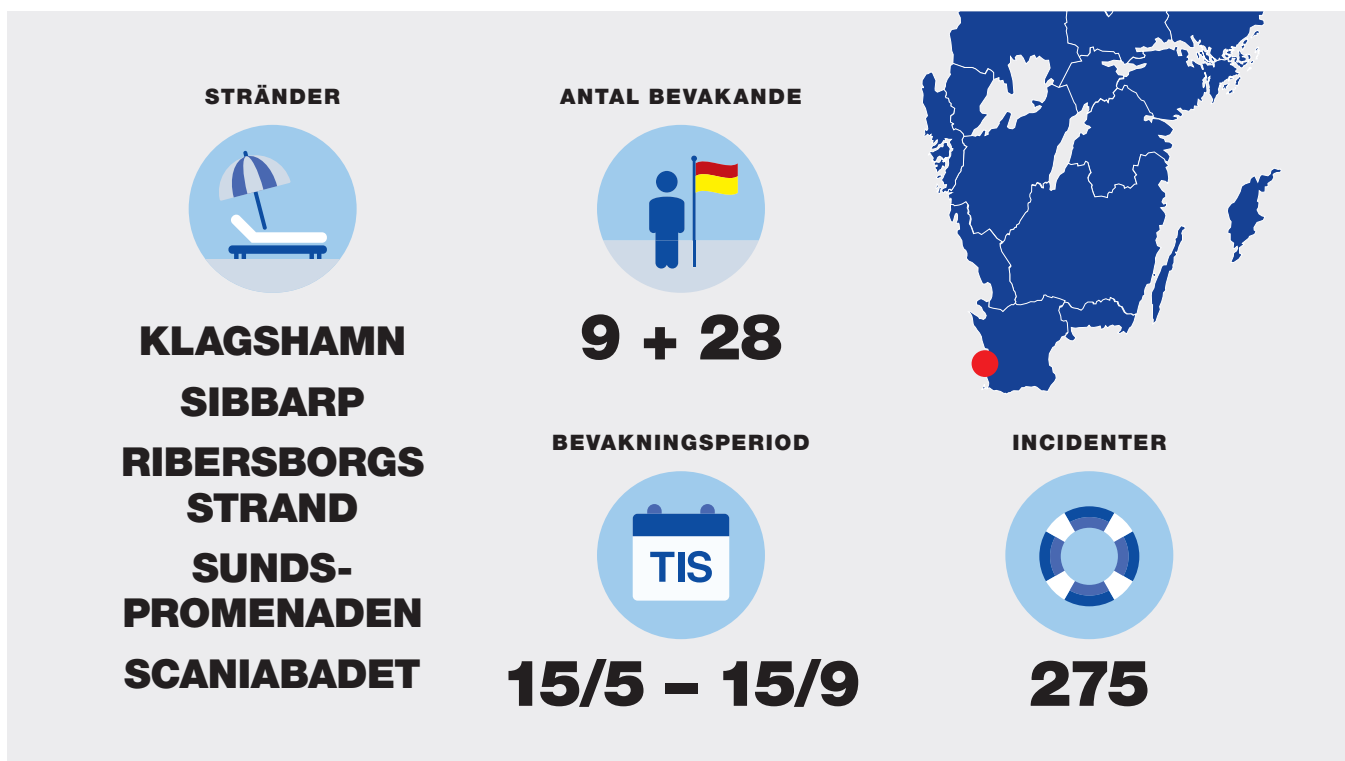 STRÄNDER
KLAGSHAMN
SIBBARP
RIBERSBORGS
STRAND
SUNDS-
PROMENADEN
SCANIABADET
ANTAL BEVAKANDE
9 + 28
BEVAKNINGSPERIOD
TIS
15/5 – 15/9
INCIDENTER
275